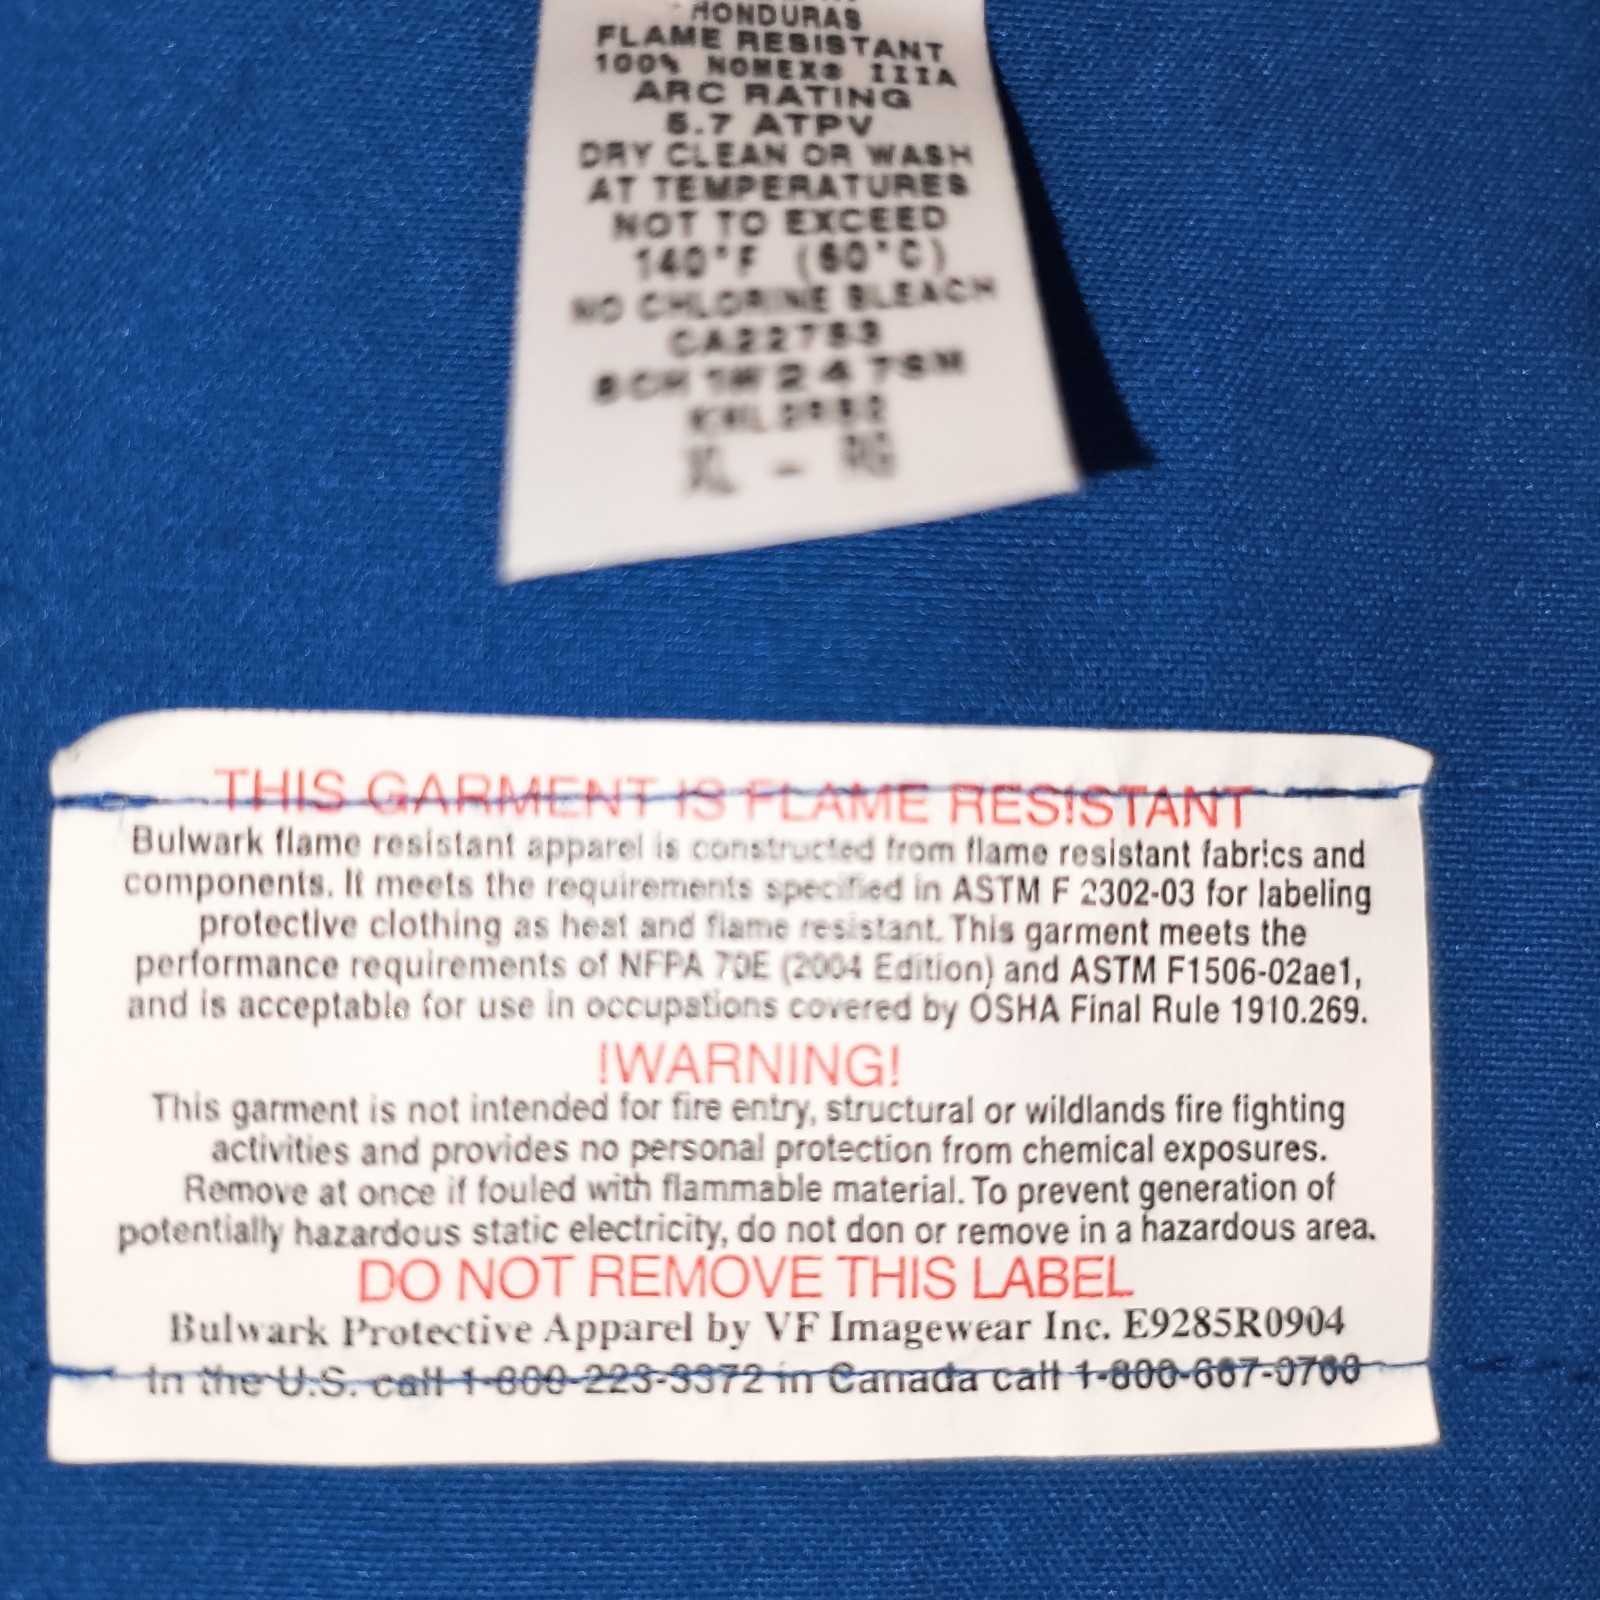 HONDURAS
FLAME RESISTANT
100% NOMEX® IIIA
ARC RATING
5.7 ATPV
DRY CLEAN OR WASH
AT TEMPERATURES
NOT TO EXCEED
140°F (60°C)
NO CHLORINE BLEACH
CA22753
XL - RG
THIS GARMENT IS FLAME RESISTANT
Bulwark flame resistant apparel is constructed from flame resistant fabrics and
components. It meets the requirements specified in ASTM F 2302-03 for labeling
protective clothing as heat and flame resistant. This garment meets the
performance requirements of NFPA 70E (2004 Edition) and ASTM F1506-02ae1,
and is acceptable for use in occupations covered by OSHA Final Rule 1910.269.
!WARNING!
This garment is not intended for fire entry, structural or wildlands fire fighting
activities and provides no personal protection from chemical exposures.
Remove at once if fouled with flammable material. To prevent generation of
potentially hazardous static electricity, do not don or remove in a hazardous area.
DO NOT REMOVE THIS LABEL
Bulwark Protective Apparel by VF Imagewear Inc. E9285R0904
In the U.S. call 1-800-223-3372 in Canada call 1-800-667-0700